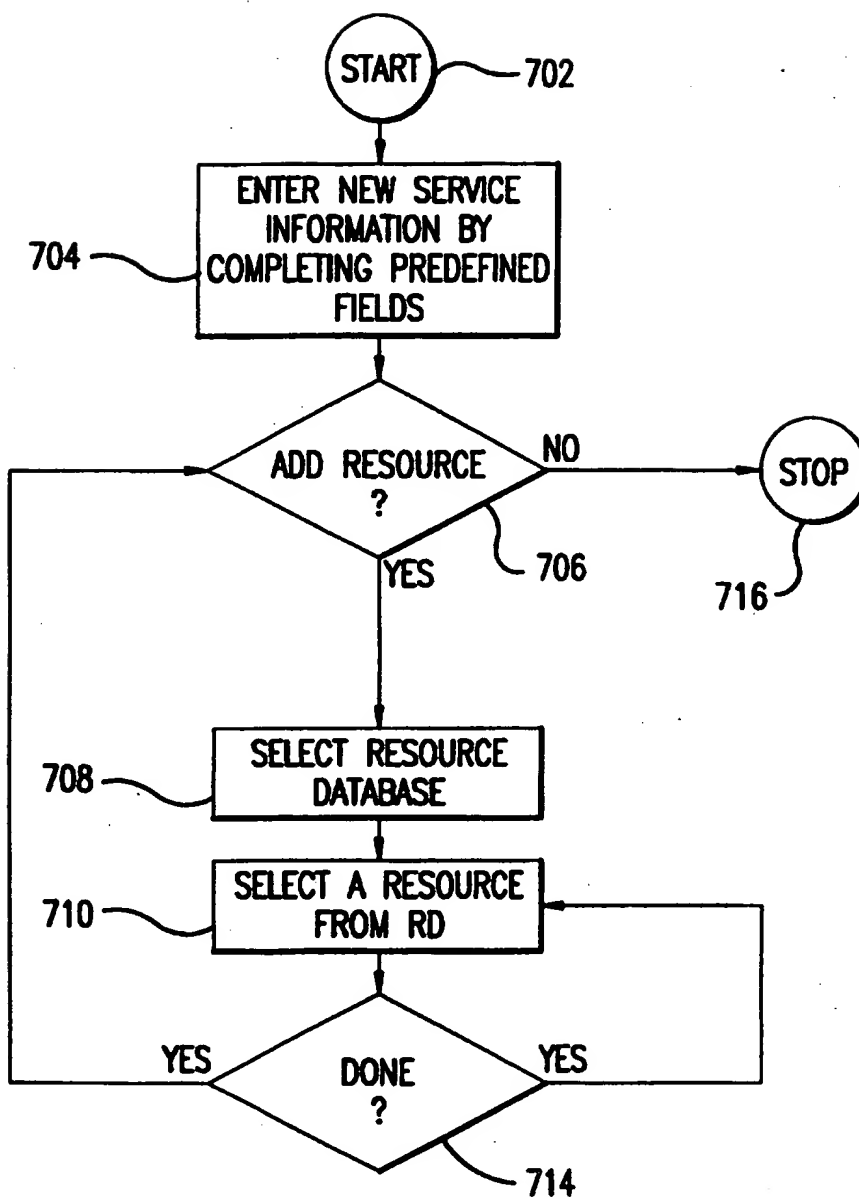 START
702
ENTER NEW SERVICE
INFORMATION BY
COMPLETING PREDEFINED
FIELDS
704
ADD RESOURCE
?
NO
STOP
706
YES
716
SELECT RESOURCE
DATABASE
708
SELECT A RESOURCE
FROM RD
710
YES
DONE
?
YES
714